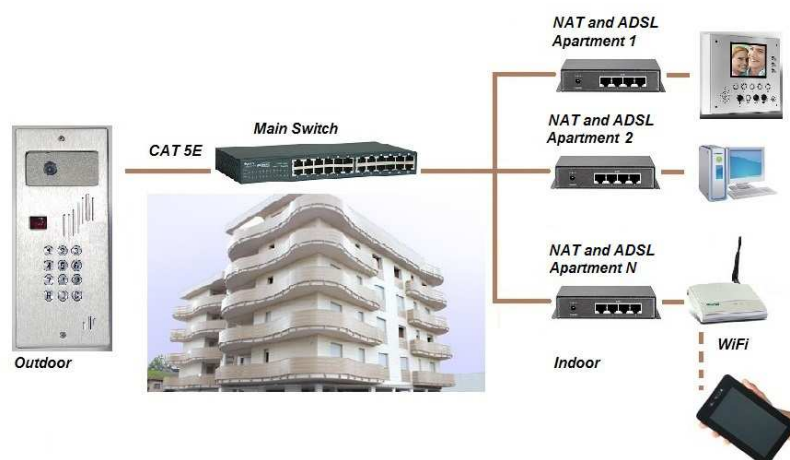 NAT and ADSL
Apartment 1
Main Switch
CAT 5E
NAT and ADSL
Apartment 2
NAT and ADSL
Apartment N
WiFi
Outdoor
Indoor